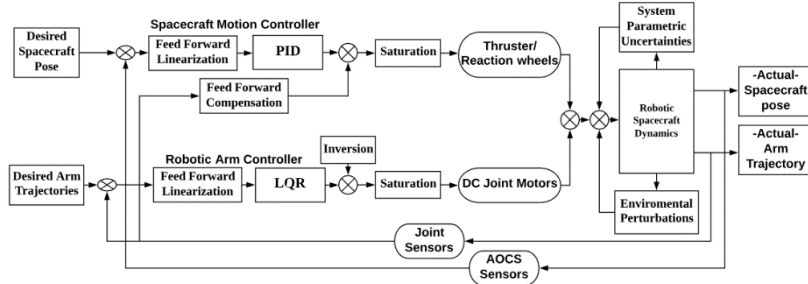 Spacecraft Motion Controller
Desired
Spacecraft
Pose
Feed Forward
Linearization
PID
Saturation
Thruster/
Reaction wheels
System
Parametric
Uncertainties
Feed Forward
Compensation
Robotic
Spacecraft
Dynamics
-Actual-
Spacecraft
pose
-Actual-
Arm
Trajectory
Robotic Arm Controller
Inversion
Desired Arm
Trajectories
Feed Forward
Linearization
LQR
Saturation
DC Joint Motors
Enviromental
Perturbations
Joint
Sensors
AOCS
Sensors